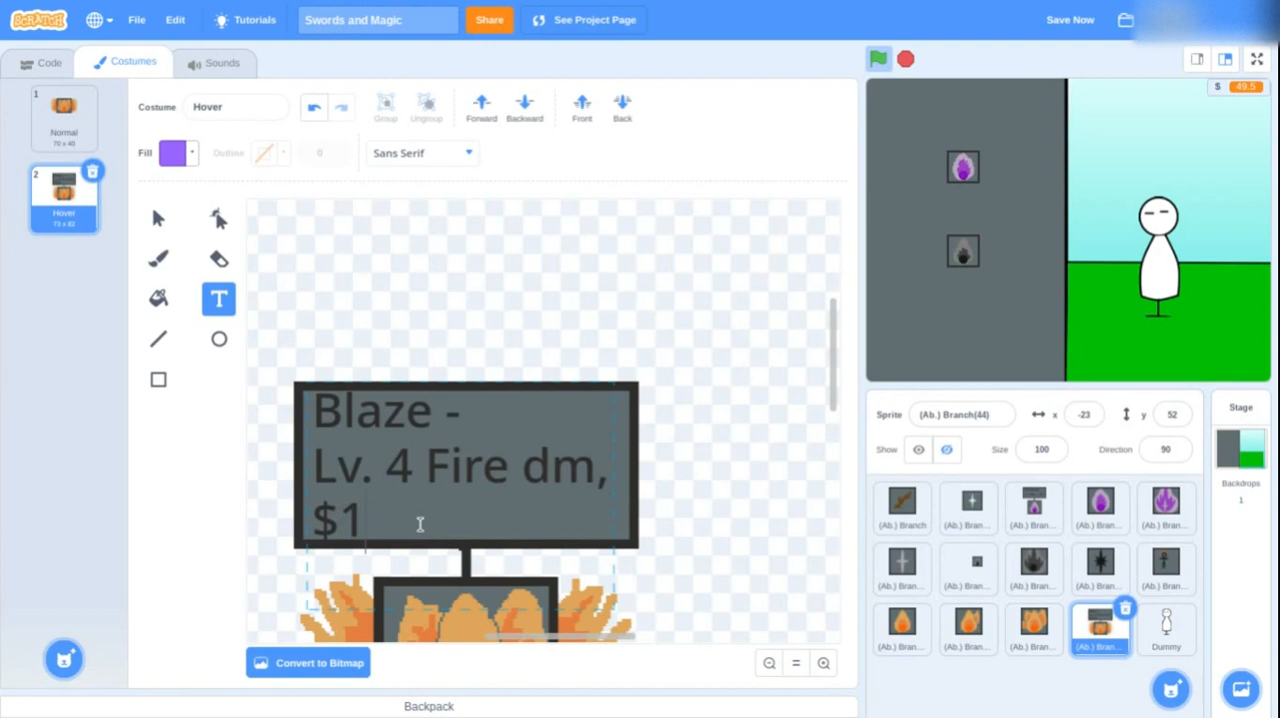 SCRATCH
File
Edit
Tutorials
Swords and Magic
Share
See Project Page
Save Now
Code
Costumes
Sounds
1
Normal
70 x 40
2
Hover
73 x 82
Costume
Hover
Group
Ungroup
Forward
Backward
Front
Back
Fill
Outline
0
Sans Serif
T
Blaze -
Lv. 4 Fire dm,
$1
Convert to Bitmap
Backpack
$ 49.5
Sprite
(Ab.) Branch(44)
x
-23
y
52
Show
Size
100
Direction
90
(Ab.) Branch
(Ab.) Bran...
(Ab.) Bran...
(Ab.) Bran...
(Ab.) Bran...
(Ab.) Bran...
(Ab.) Bran...
(Ab.) Bran...
(Ab.) Bran...
(Ab.) Bran...
(Ab.) Bran...
(Ab.) Bran...
(Ab.) Bran...
(Ab.) Bran...
Dummy
Stage
Backdrops
1